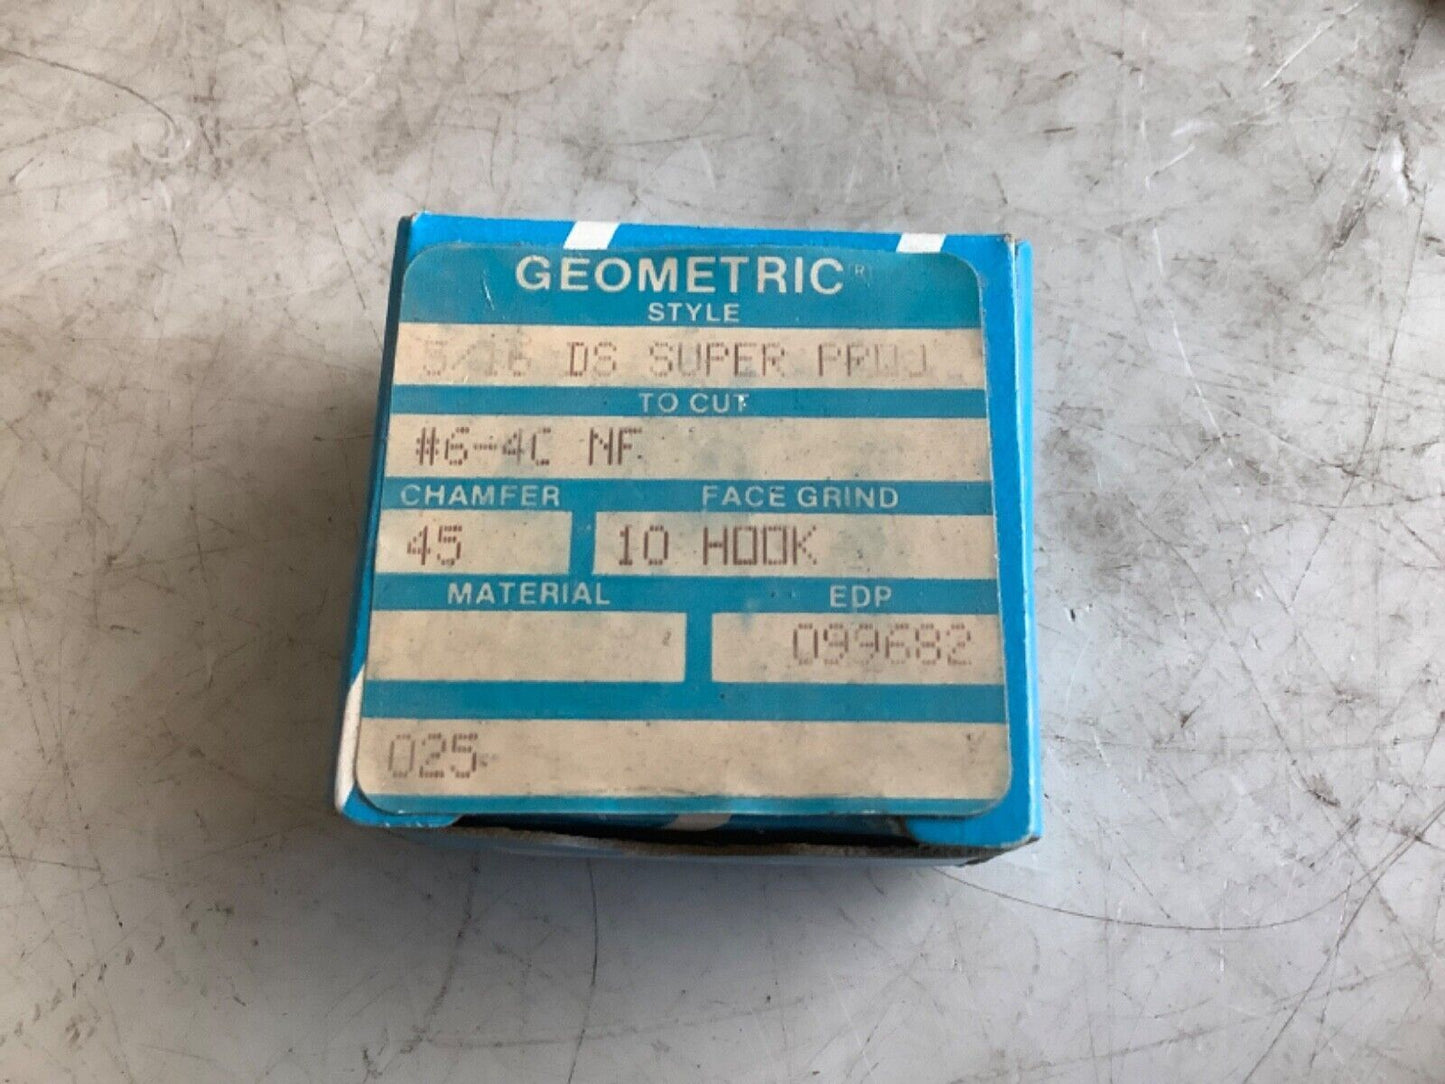 GEOMETRIC (R)
STYLE
5/16 DS SUPER PROJ
TO CUT
#6-40 NF
CHAMFER FACE GRIND
45 10 HOOK
MATERIAL EDP
099682
025 Y